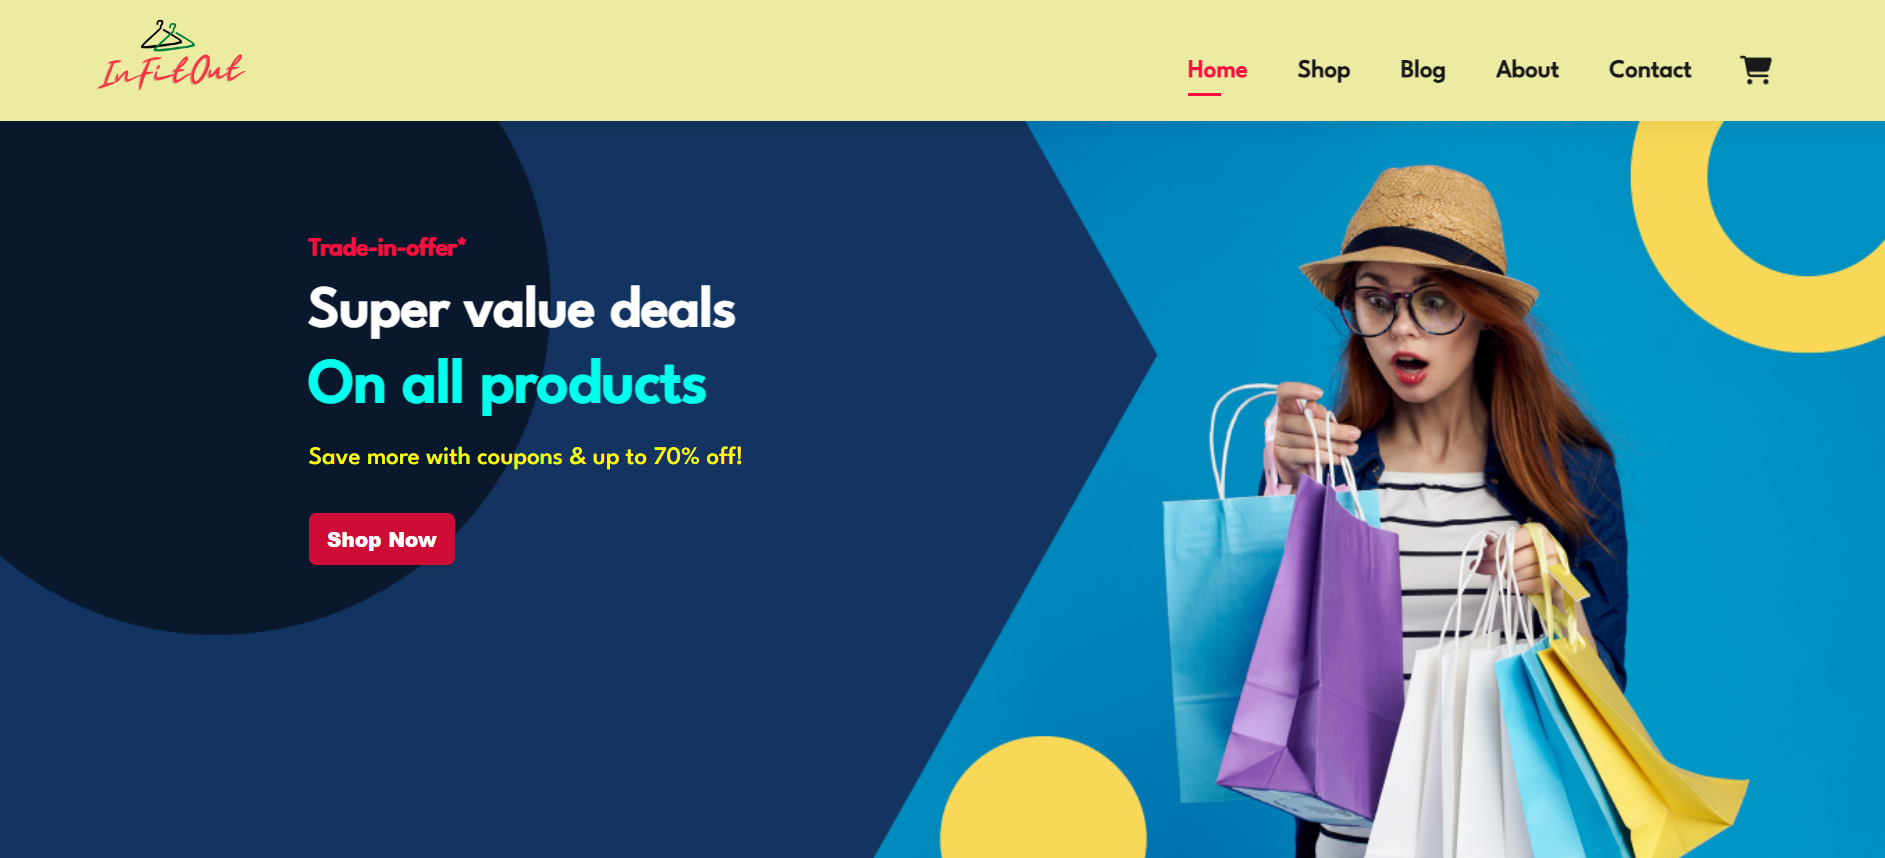 InFitOut
Home Shop Blog About Contact
Trade-in-offer*
Super value deals
On all products
Save more with coupons & up to 70% off!
Shop Now